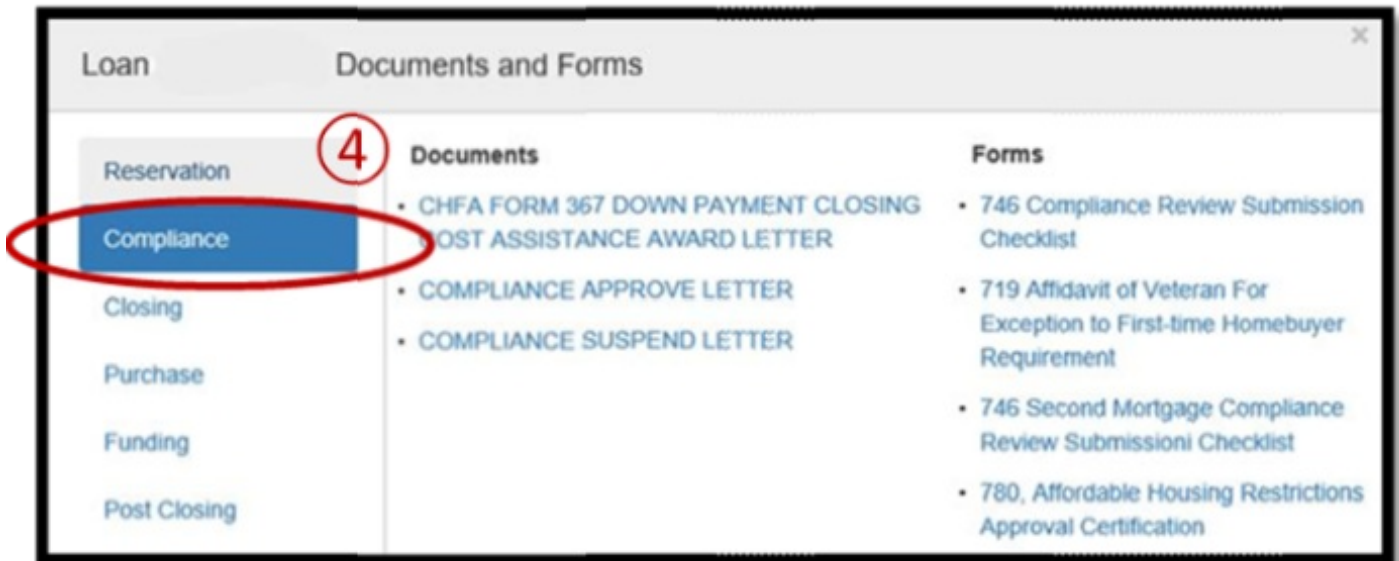 Loan Documents and Forms
×
④
Reservation
Compliance
Closing
Purchase
Funding
Post Closing
Documents
• CHFA FORM 367 DOWN PAYMENT CLOSING
COST ASSISTANCE AWARD LETTER
• COMPLIANCE APPROVE LETTER
• COMPLIANCE SUSPEND LETTER
Forms
• 746 Compliance Review Submission
Checklist
• 719 Affidavit of Veteran For
Exception to First-time Homebuyer
Requirement
• 746 Second Mortgage Compliance
Review Submissioni Checklist
• 780, Affordable Housing Restrictions
Approval Certification